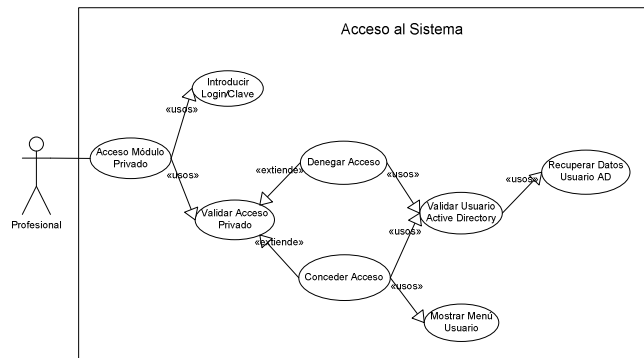 Acceso al Sistema
Introducir
Login/Clave
«usos»
Acceso Módulo
Privado
«usos»
Profesional
Validar Acceso
Privado
«extiende»
Denegar Acceso
«usos»
«extiende»
Conceder Acceso
«usos»
Validar Usuario
Active Directory
«usos»
Recuperar Datos
Usuario AD
«usos»
Mostrar Menú
Usuario